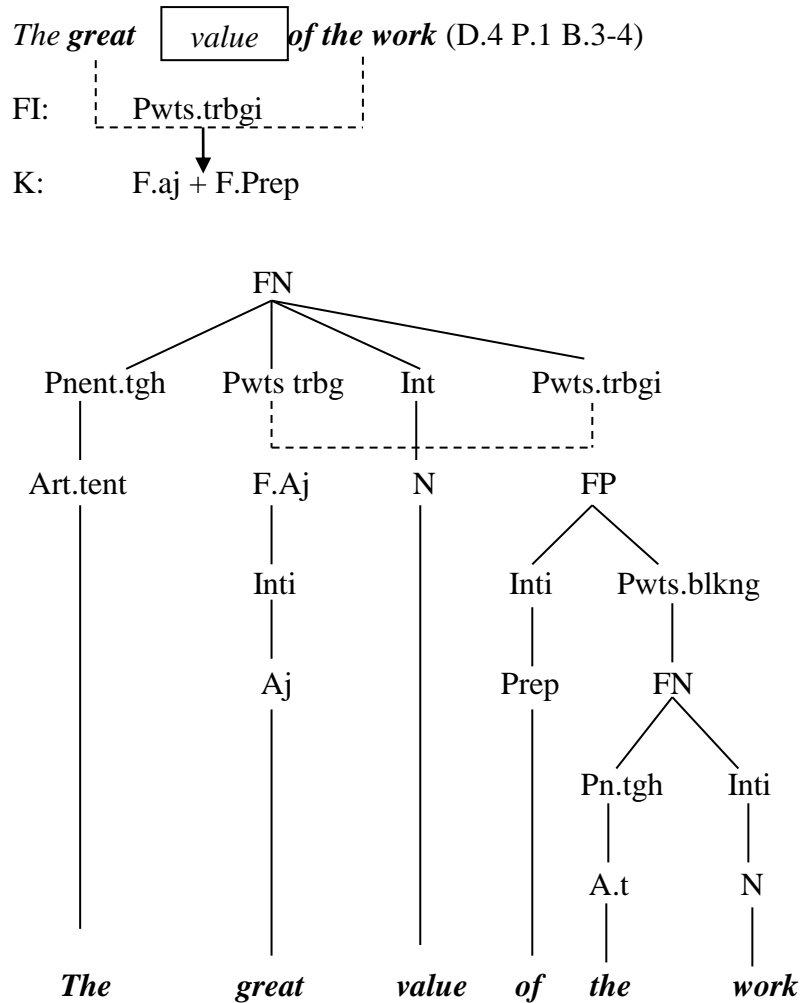 The great value of the work (D.4 P.1 B.3-4)
FI: Pwts.trbgi
K: F.aj + F.Prep
FN
Pnent.tgh Pwts trbg Int Pwts.trbgi
Art.tent F.Aj N FP
Inti Inti Pwts.blkng
Aj Prep FN
Pn.tgh Inti
A.t N
The great value of the work